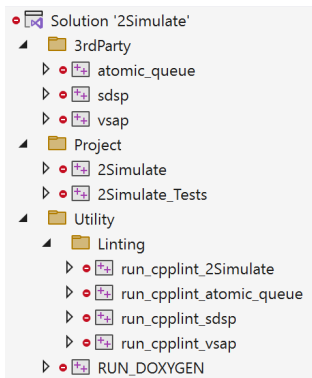 Solution '2Simulate'
3rdParty
atomic_queue
sdsp
vsap
Project
2Simulate
2Simulate_Tests
Utility
Linting
run_cpplint_2Simulate
run_cpplint_atomic_queue
run_cpplint_sdsp
run_cpplint_vsap
RUN_DOXYGEN